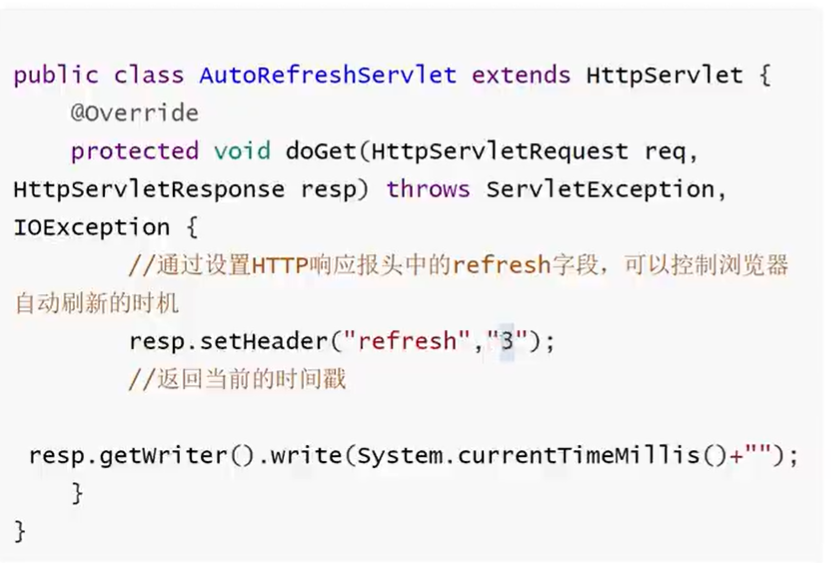 public class AutoRefreshServlet extends HttpServlet {
    @Override
    protected void doGet(HttpServletRequest req,
HttpServletResponse resp) throws ServletException,
IOException {
        //通过设置HTTP响应报头中的refresh字段，可以控制浏览器
自动刷新的时机
        resp.setHeader("refresh","3");
        //返回当前的时间戳
 resp.getWriter().write(System.currentTimeMillis()+"");
    }
}